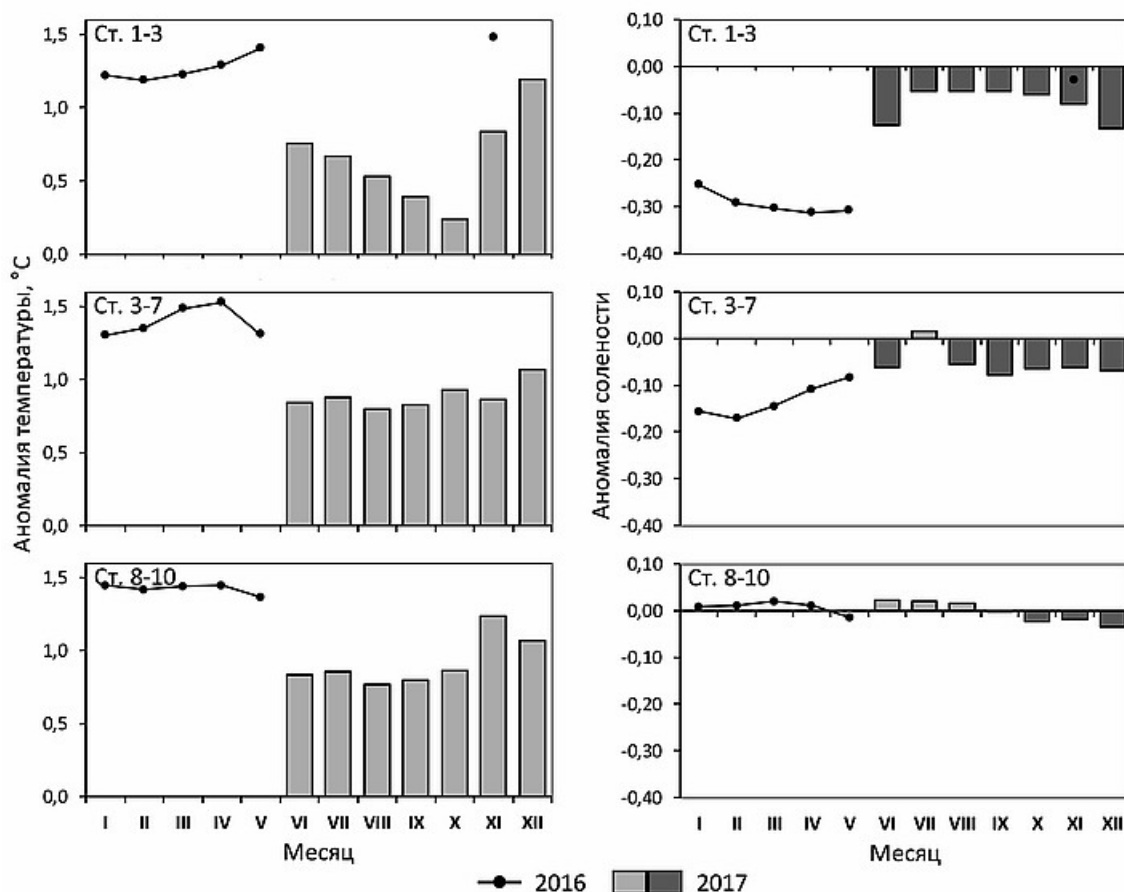 Ст. 1-3
1,5
1,0
0,5
0,0
Ст. 3-7
1,5
1,0
0,5
0,0
Ст. 8-10
1,5
1,0
0,5
0,0
I II III IV V VI VII VIII IX X XI XII
Месяц
Аномалия температуры, °С
Ст. 1-3
0,10
0,00
-0,10
-0,20
-0,30
-0,40
Ст. 3-7
0,10
0,00
-0,10
-0,20
-0,30
-0,40
Ст. 8-10
0,10
0,00
-0,10
-0,20
-0,30
-0,40
I II III IV V VI VII VIII IX X XI XII
Месяц
Аномалия солености
2016 2017